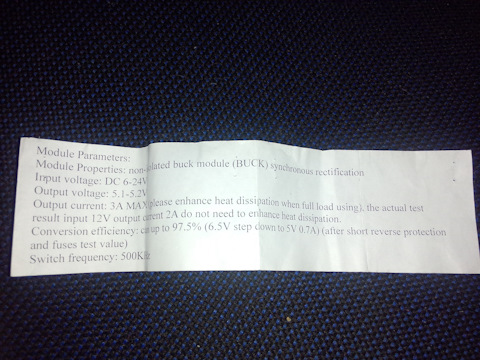 Module Parameters:
Module Properties: non-isolated buck module (BUCK) synchronous rectification
Input voltage: DC 6-24V
Output voltage: 5.1-5.2V
Output current: 3A MAX(please enhance heat dissipation when full load using), the actual test
result input 12V output current 2A do not need to enhance heat dissipation.
Conversion efficiency: can up to 97.5% (6.5V step down to 5V 0.7A) (after short reverse protection
and fuses test value)
Switch frequency: 500KHz